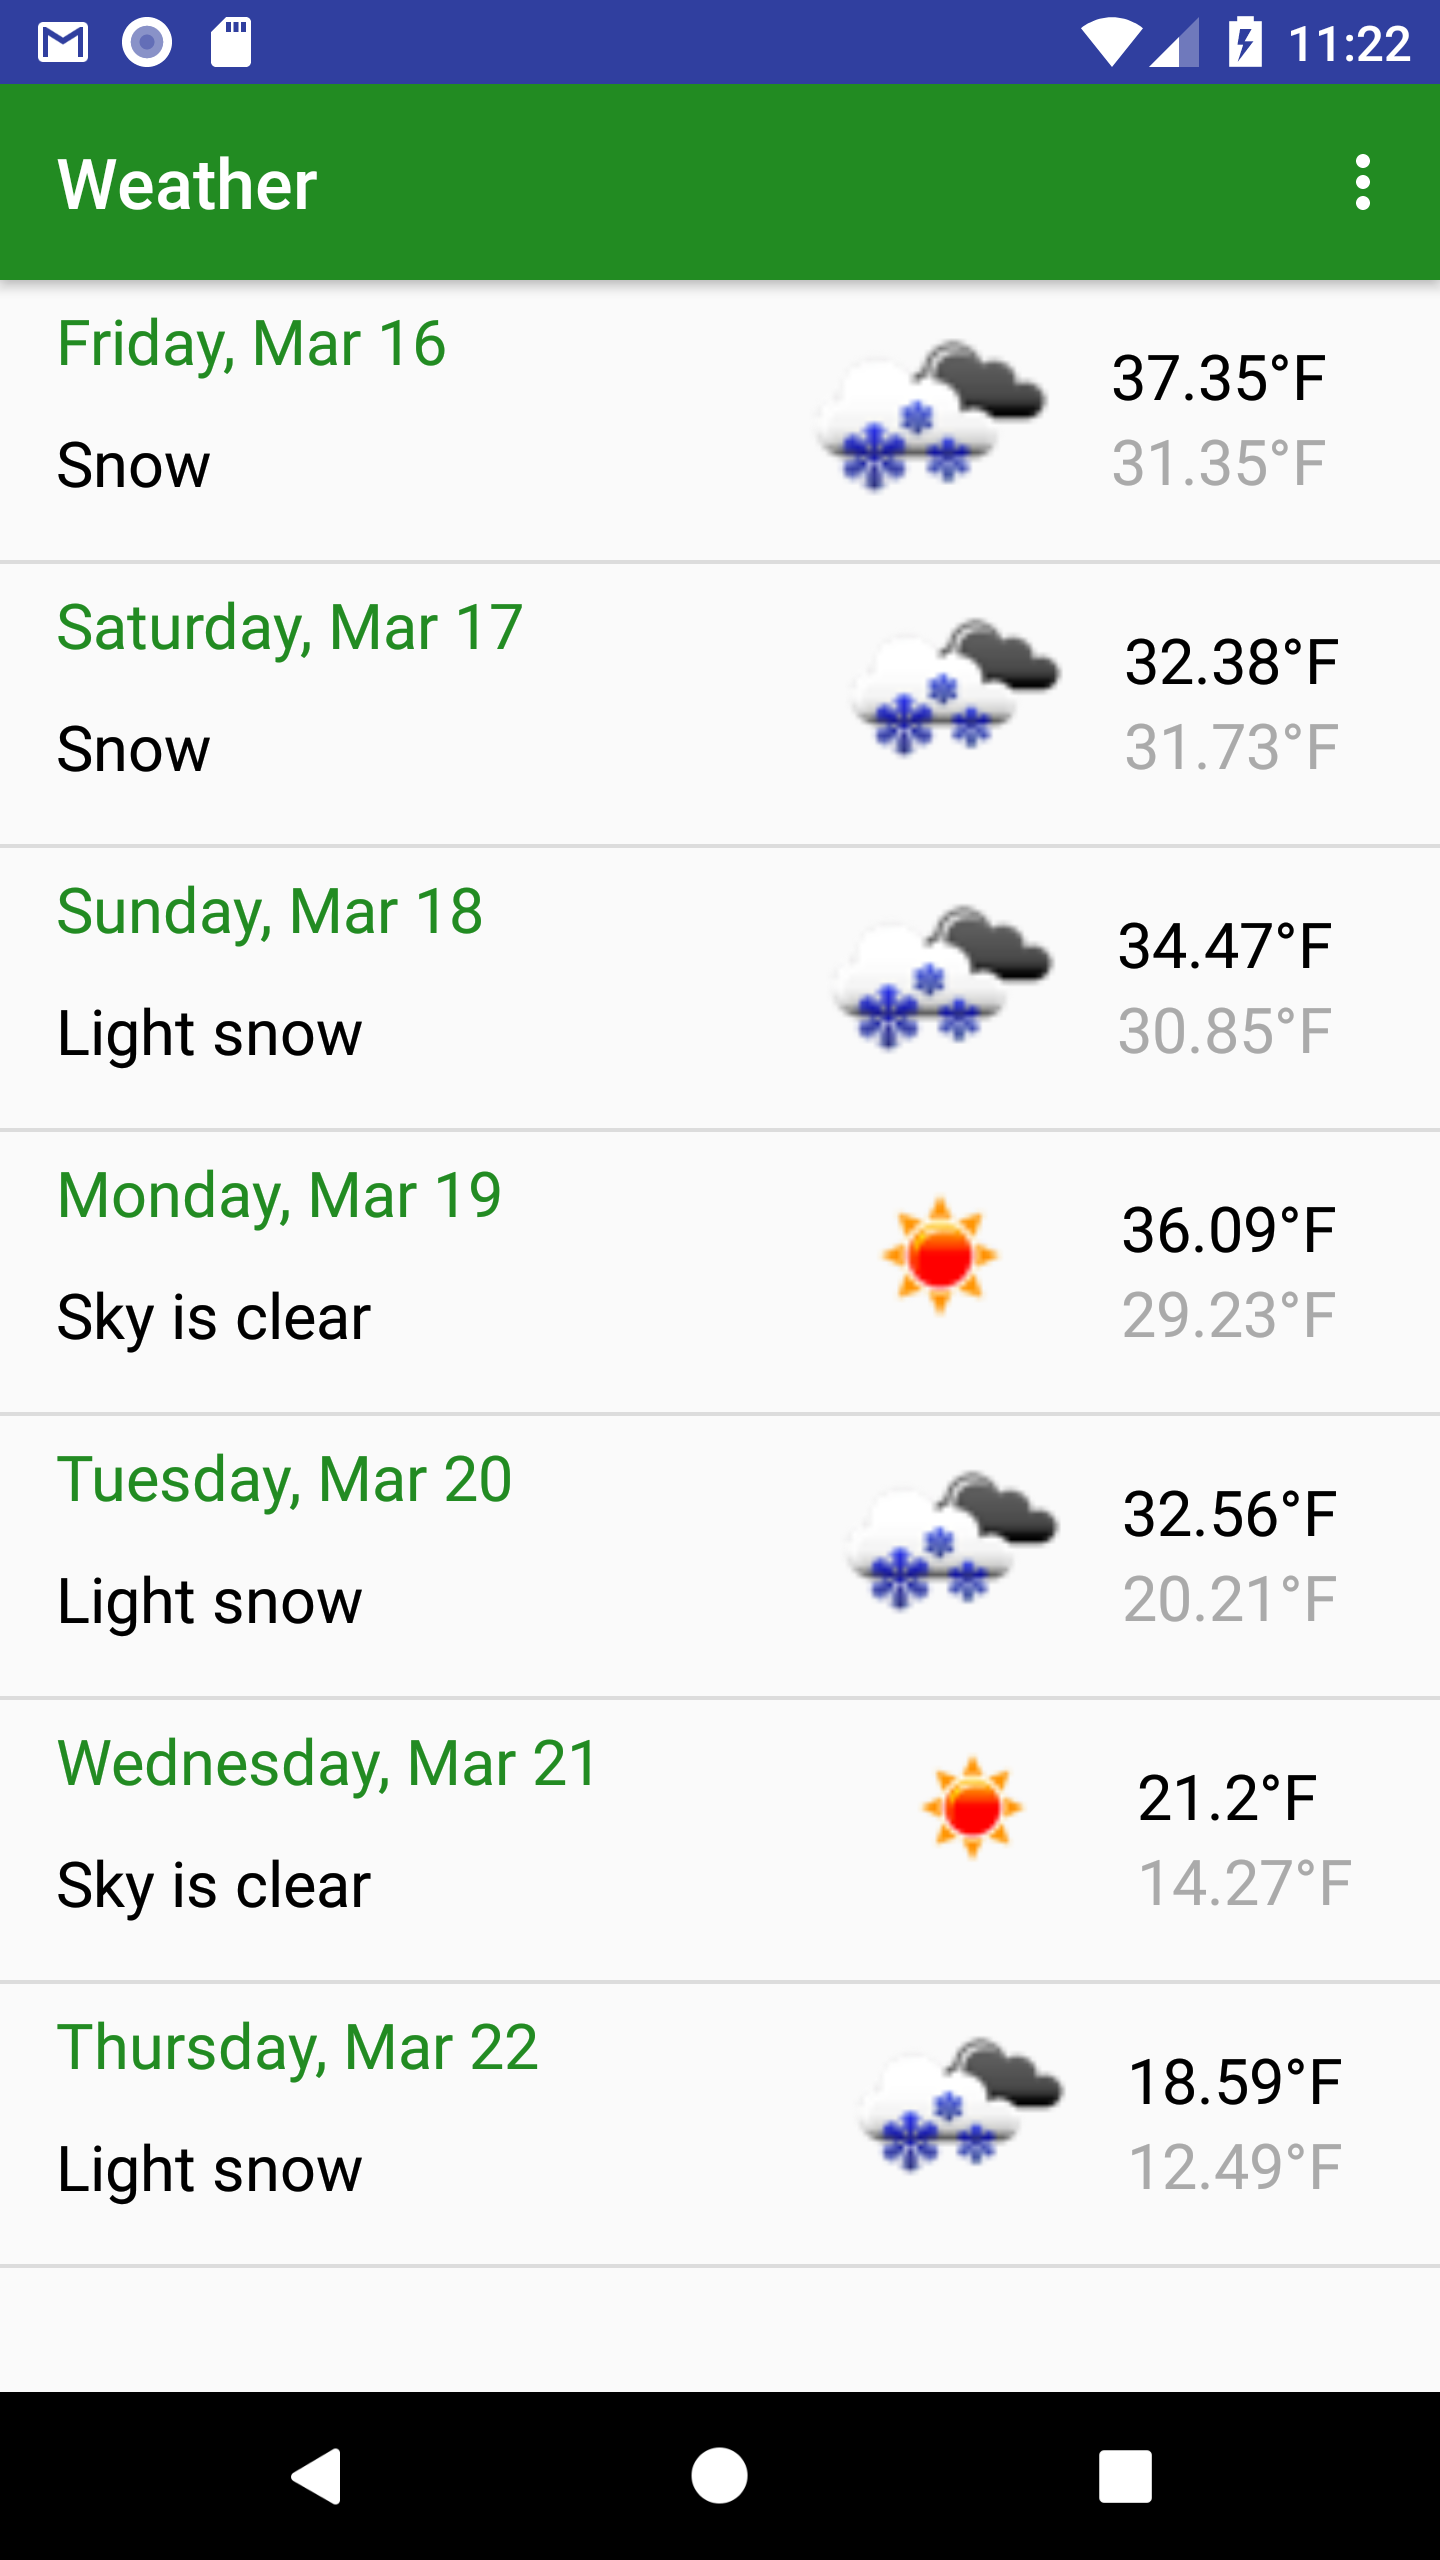 11:22
Weather
Friday, Mar 16
Snow
37.35°F
31.35°F
Saturday, Mar 17
Snow
32.38°F
31.73°F
Sunday, Mar 18
Light snow
34.47°F
30.85°F
Monday, Mar 19
Sky is clear
36.09°F
29.23°F
Tuesday, Mar 20
Light snow
32.56°F
20.21°F
Wednesday, Mar 21
Sky is clear
21.2°F
14.27°F
Thursday, Mar 22
Light snow
18.59°F
12.49°F